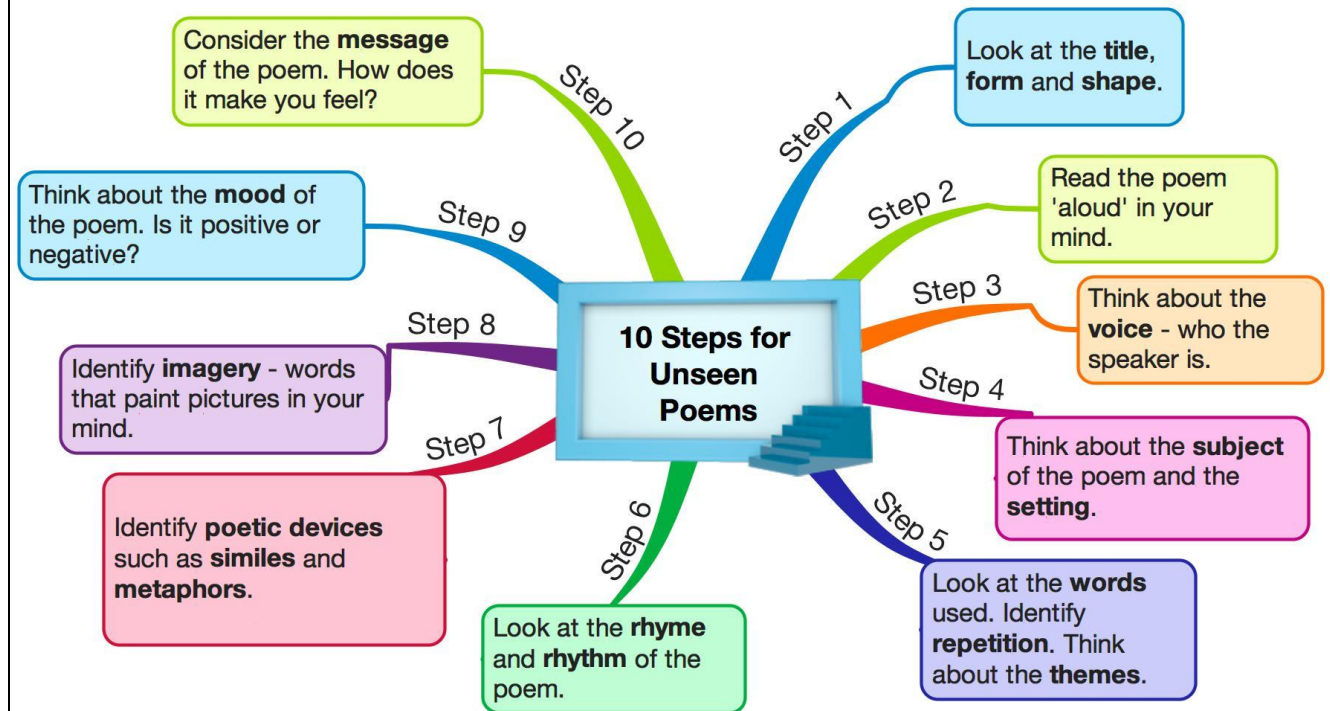 10 Steps for
Unseen
Poems
Step 1
Look at the title,
form and shape.
Step 2
Read the poem
'aloud' in your
mind.
Step 3
Think about the
voice - who the
speaker is.
Step 4
Think about the subject
of the poem and the
setting.
Step 5
Look at the words
used. Identify
repetition. Think
about the themes.
Step 6
Look at the rhyme
and rhythm of the
poem.
Step 7
Identify poetic devices
such as similes and
metaphors.
Step 8
Identify imagery - words
that paint pictures in your
mind.
Step 9
Think about the mood of
the poem. Is it positive or
negative?
Step 10
Consider the message
of the poem. How does
it make you feel?